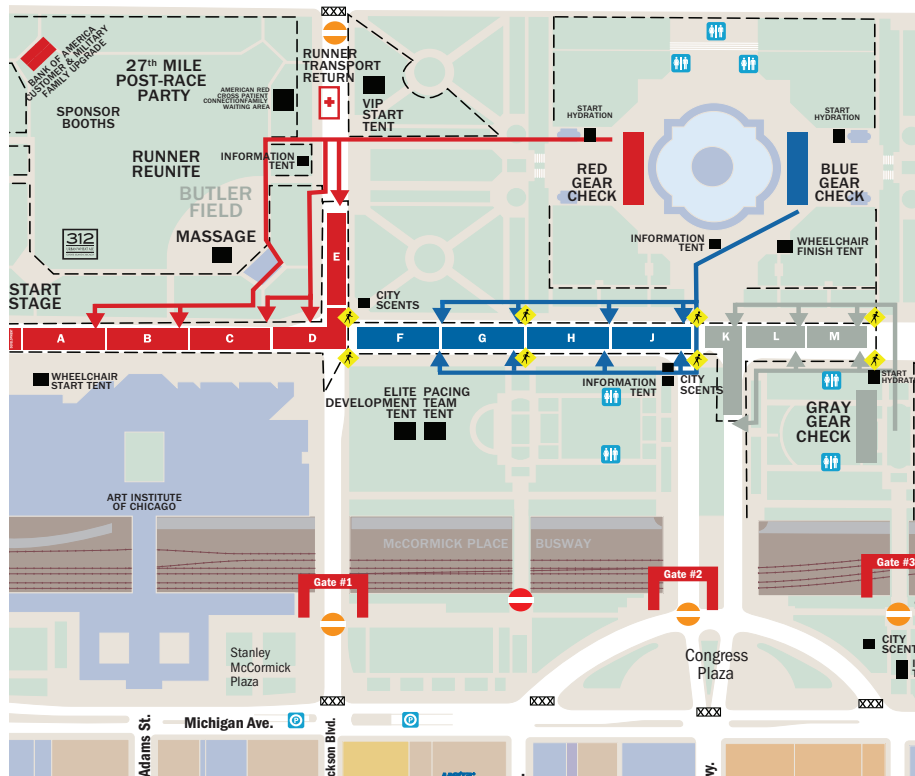 BANK OF AMERICA
CUSTOMER & MILITARY
FAMILY UPGRADE
27th MILE
POST-RACE
PARTY
SPONSOR
BOOTHS
AMERICAN RED
CROSS PATIENT
CONNECTIONFAMILY
WAITING AREA
RUNNER
TRANSPORT
RETURN
VIP
START
TENT
RUNNER
REUNITE
INFORMATION
TENT
BUTLER
FIELD
MASSAGE
312
START
STAGE
START
HYDRATION
RED
GEAR
CHECK
START
HYDRATION
BLUE
GEAR
CHECK
INFORMATION
TENT
WHEELCHAIR
FINISH TENT
CITY
SCENTS
A
B
C
D
E
F
G
H
J
K
L
M
WHEELCHAIR
START TENT
ELITE
DEVELOPMENT
TENT
PACING
TEAM
TENT
INFORMATION
TENT
CITY
SCENTS
START
HYDRAT
GRAY
GEAR
CHECK
ART INSTITUTE
OF CHICAGO
McCORMICK PLACE BUSWAY
Gate #1
Gate #2
Gate #3
Stanley
McCormick
Plaza
Congress
Plaza
CITY
SCENT
Michigan Ave.
P
P
Adams St.
ckson Blvd.
wy.